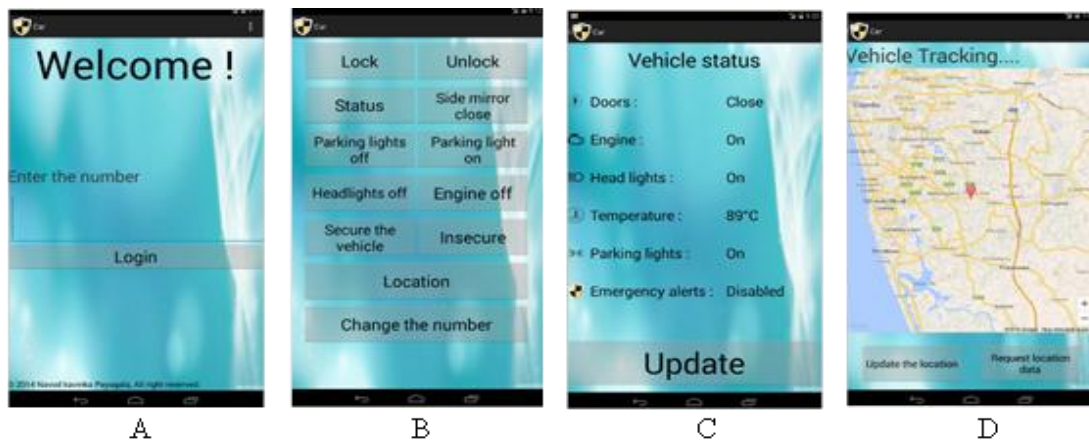 Car
Welcome !
Enter the number
Login
© 2014 Navod kavinka Payagala, All right reserved.
A
Car
Lock
Unlock
Status
Side mirror
close
Parking lights
off
Parking light
on
Headlights off
Engine off
Secure the
vehicle
Insecure
Location
Change the number
B
Car
Vehicle status
Doors : Close
Engine : On
Head lights : On
Temperature : 89°C
Parking lights : On
Emergency alerts : Disabled
Update
C
Car
Vehicle Tracking....
Update the location
Request location
data
D